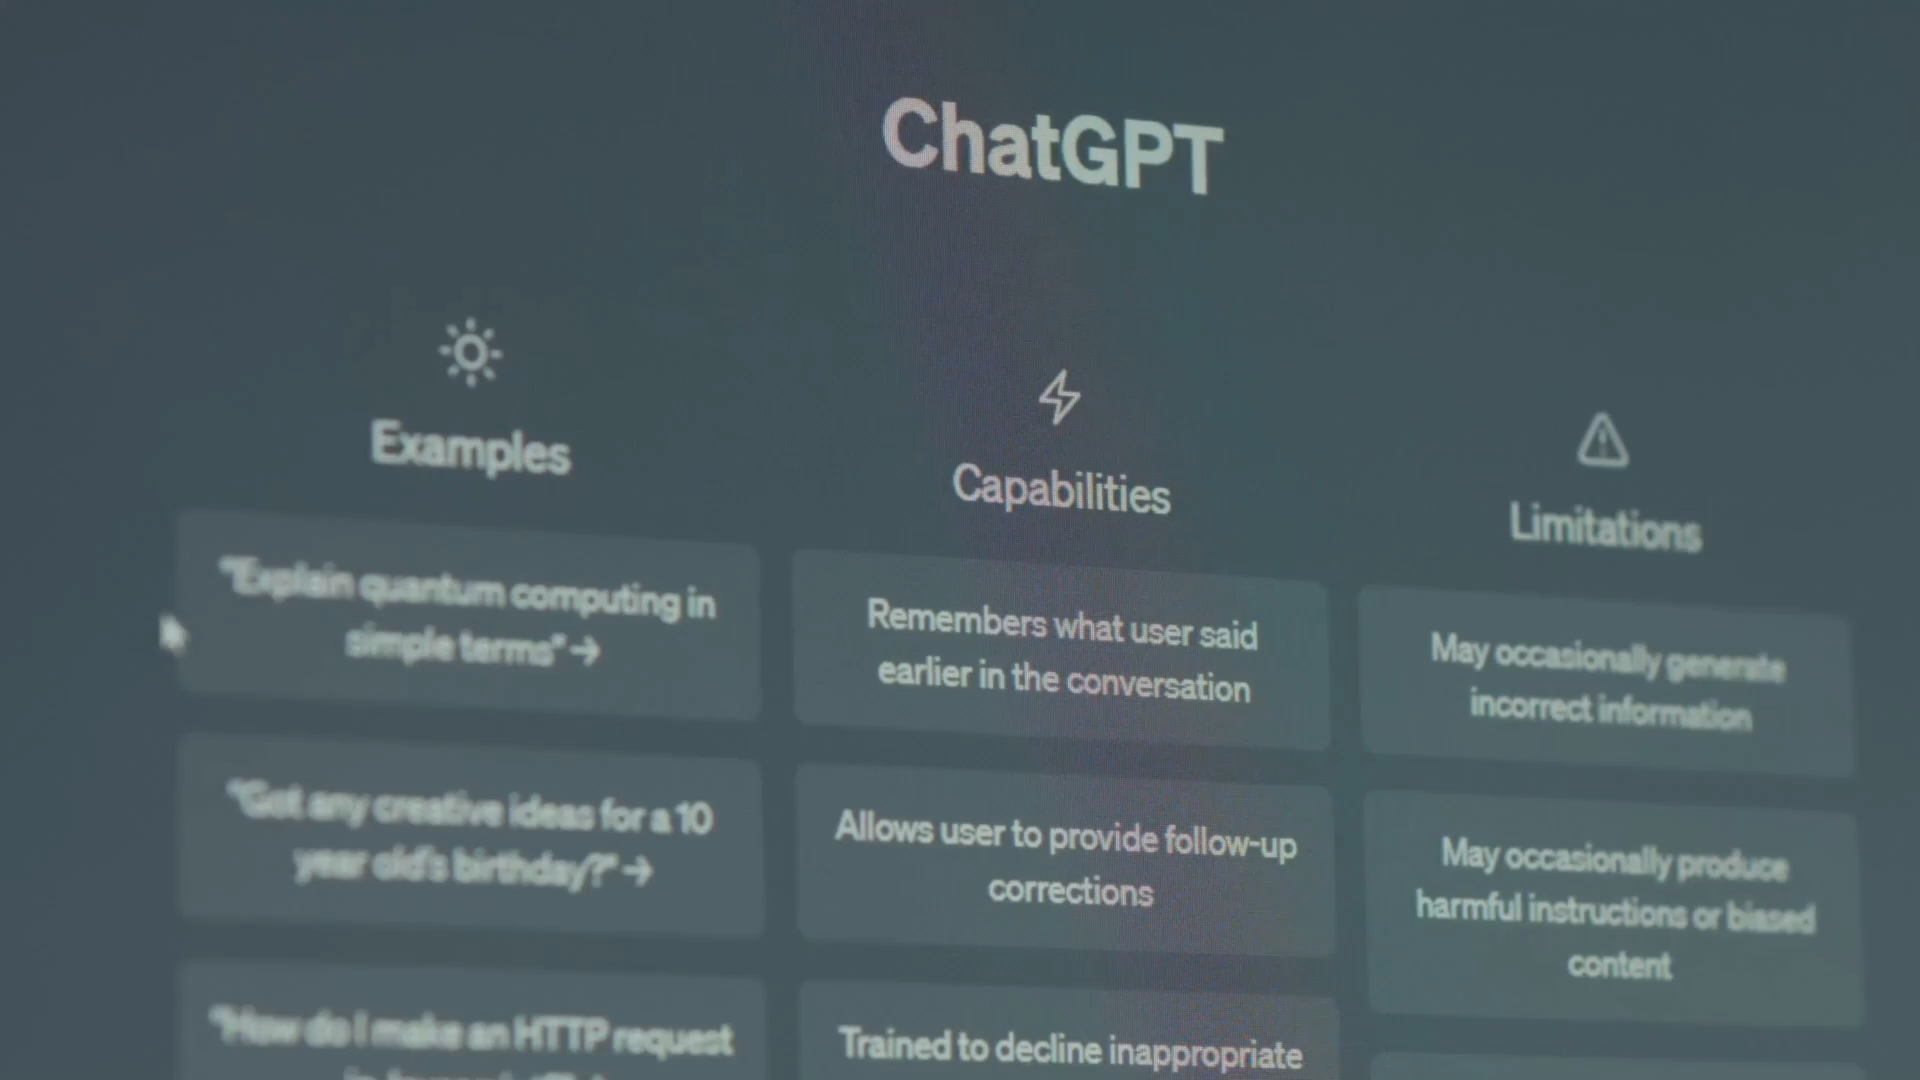 ChatGPT
Examples
"Explain quantum computing in
simple terms" →
"Got any creative ideas for a 10
year old's birthday?" →
"How do I make an HTTP request
Capabilities
Remembers what user said
earlier in the conversation
Allows user to provide follow-up
corrections
Trained to decline inappropriate
Limitations
May occasionally generate
incorrect information
May occasionally produce
harmful instructions or biased
content